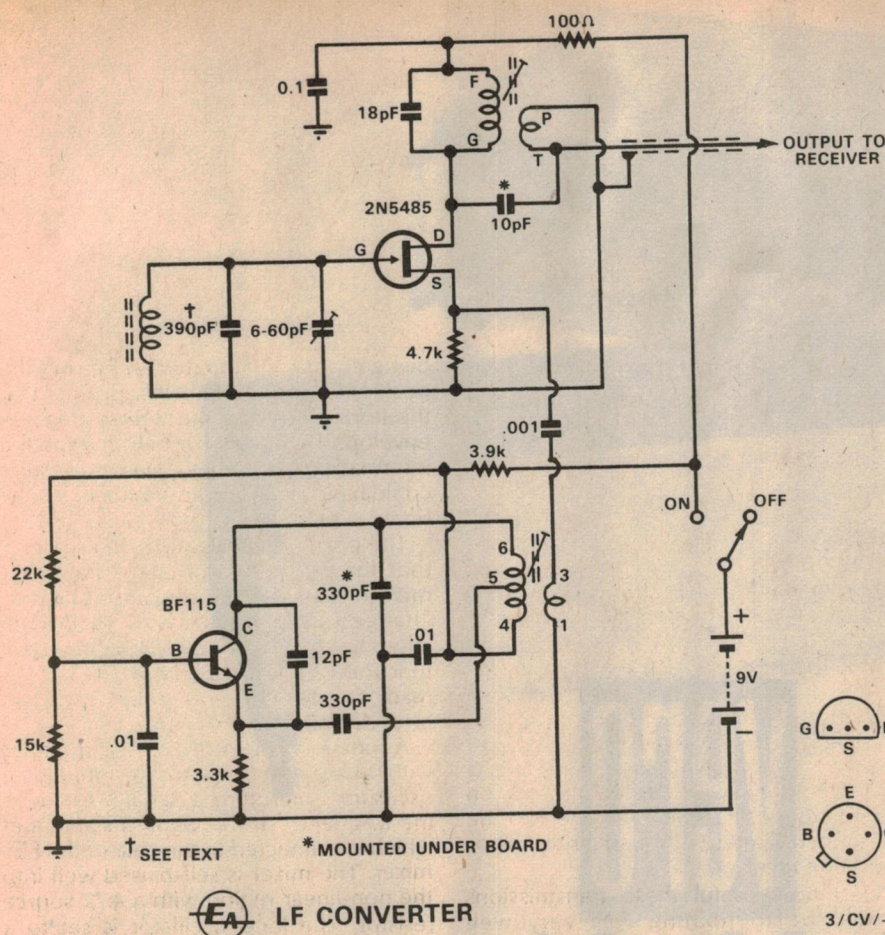 100Ω
0.1
18pF
F
G
P
T
OUTPUT TO
RECEIVER
*
10pF
2N5485
D
G
S
†
390pF
6-60pF
4.7k
.001
3.9k
ON
OFF
22k
BF115
*
330pF
6
5
4
3
1
B
C
E
12pF
.01
330pF
+
9V
−
15k
.01
3.3k
G
S
E
B
S
† SEE TEXT
* MOUNTED UNDER BOARD
EA LF CONVERTER
3/CV/